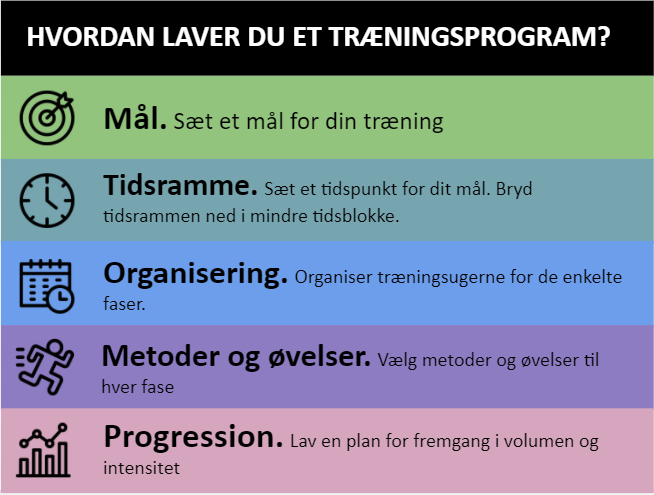 HVORDAN LAVER DU ET TRÆNINGSPROGRAM?
Mål. Sæt et mål for din træning
Tidsramme. Sæt et tidspunkt for dit mål. Bryd
tidsrammen ned i mindre tidsblokke.
Organisering. Organiser træningsugerne for de enkelte
faser.
Metoder og øvelser. Vælg metoder og øvelser til
hver fase
Progression. Lav en plan for fremgang i volumen og
intensitet